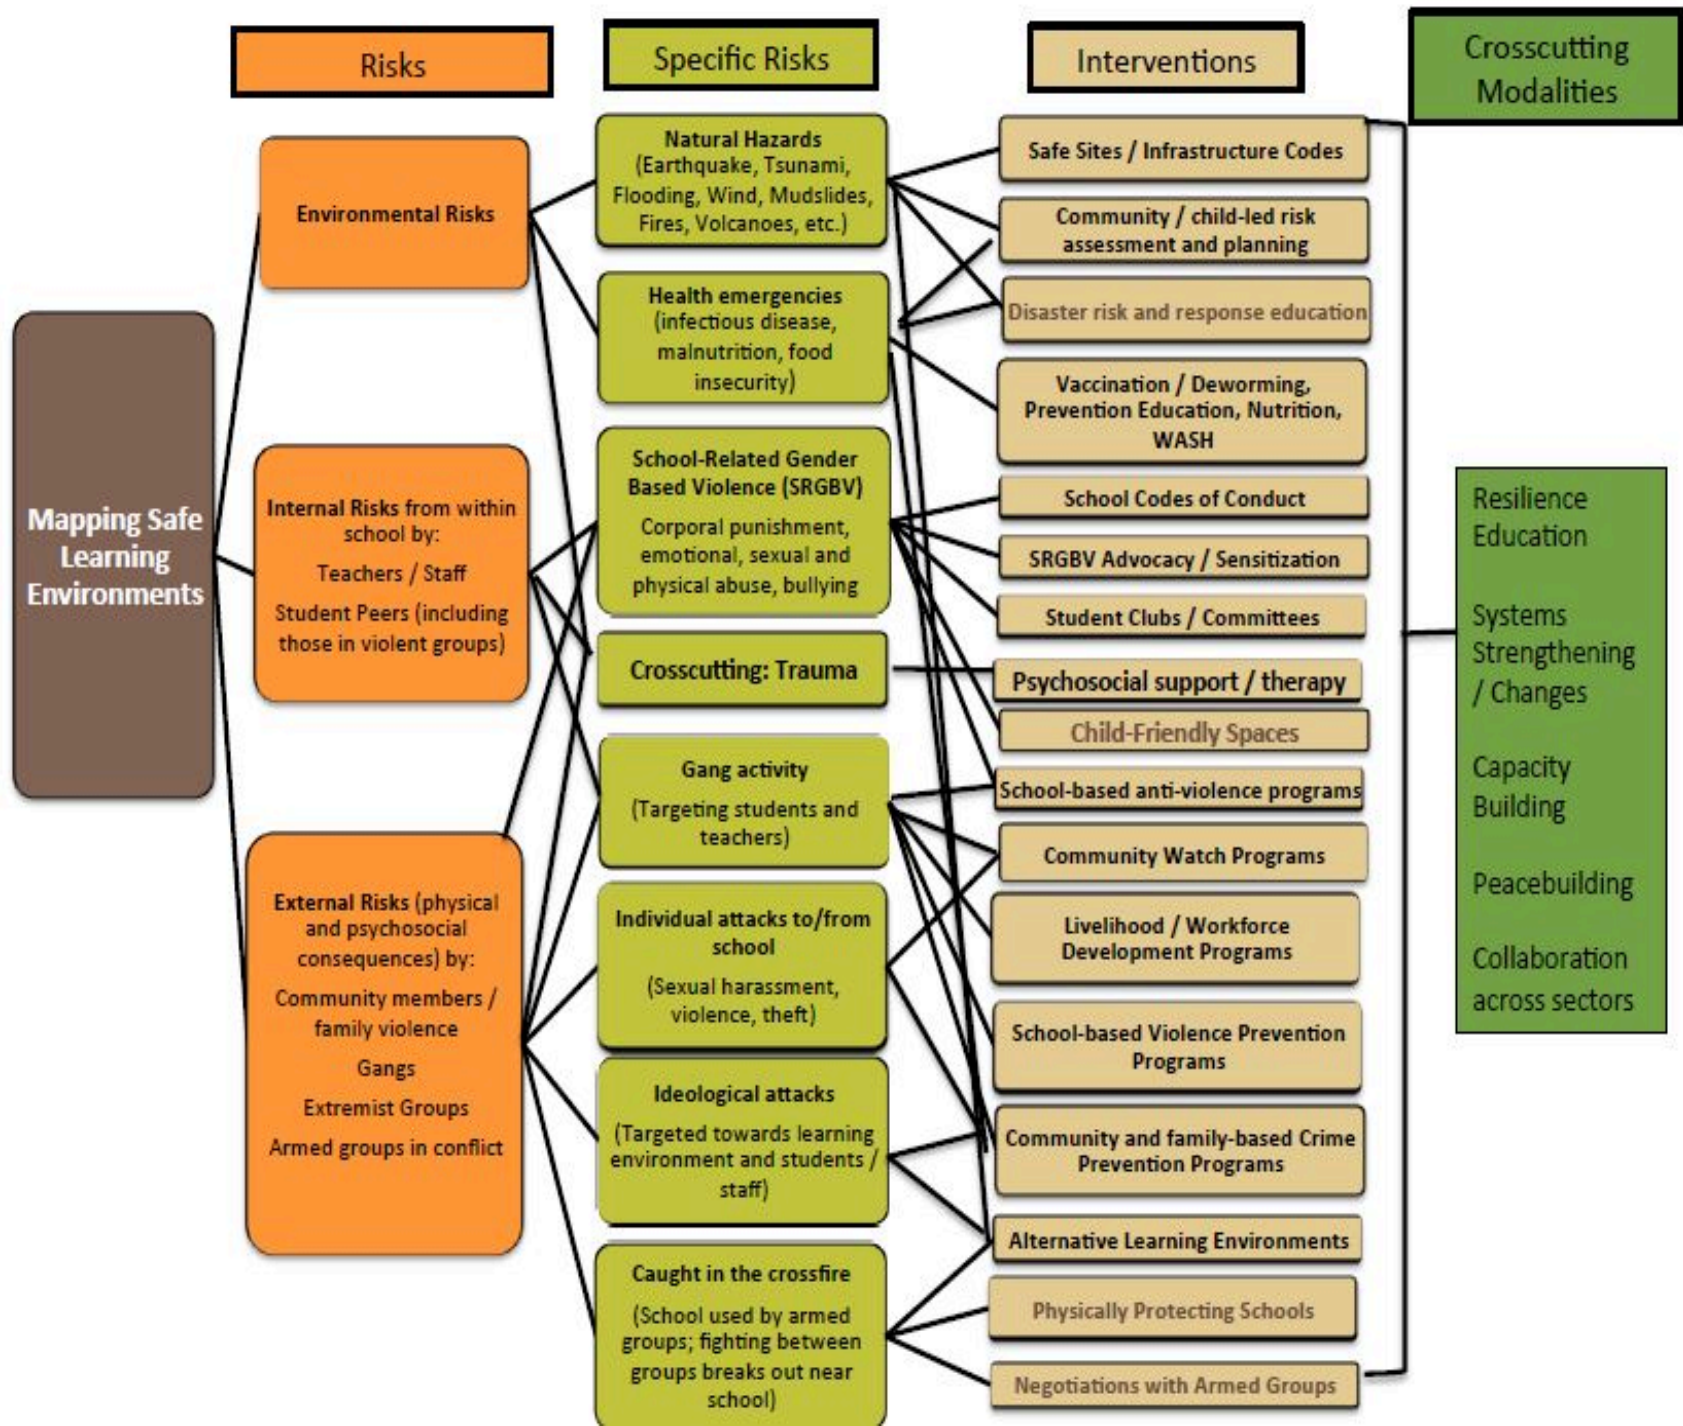 Risks
Specific Risks
Interventions
Crosscutting
Modalities
Mapping Safe
Learning
Environments
Environmental Risks
Internal Risks from within
school by:
Teachers / Staff
Student Peers (including
those in violent groups)
External Risks (physical
and psychosocial
consequences) by:
Community members /
family violence
Gangs
Extremist Groups
Armed groups in conflict
Natural Hazards
(Earthquake, Tsunami,
Flooding, Wind, Mudslides,
Fires, Volcanoes, etc.)
Health emergencies
(infectious disease,
malnutrition, food
insecurity)
School-Related Gender
Based Violence (SRGBV)
Corporal punishment,
emotional, sexual and
physical abuse, bullying
Crosscutting: Trauma
Gang activity
(Targeting students and
teachers)
Individual attacks to/from
school
(Sexual harassment,
violence, theft)
Ideological attacks
(Targeted towards learning
environment and students /
staff)
Caught in the crossfire
(School used by armed
groups; fighting between
groups breaks out near
school)
Safe Sites / Infrastructure Codes
Community / child-led risk
assessment and planning
Disaster risk and response education
Vaccination / Deworming,
Prevention Education, Nutrition,
WASH
School Codes of Conduct
SRGBV Advocacy / Sensitization
Student Clubs / Committees
Psychosocial support / therapy
Child-Friendly Spaces
School-based anti-violence programs
Community Watch Programs
Livelihood / Workforce
Development Programs
School-based Violence Prevention
Programs
Community and family-based Crime
Prevention Programs
Alternative Learning Environments
Physically Protecting Schools
Negotiations with Armed Groups
Resilience
Education
Systems
Strengthening
/ Changes
Capacity
Building
Peacebuilding
Collaboration
across sectors